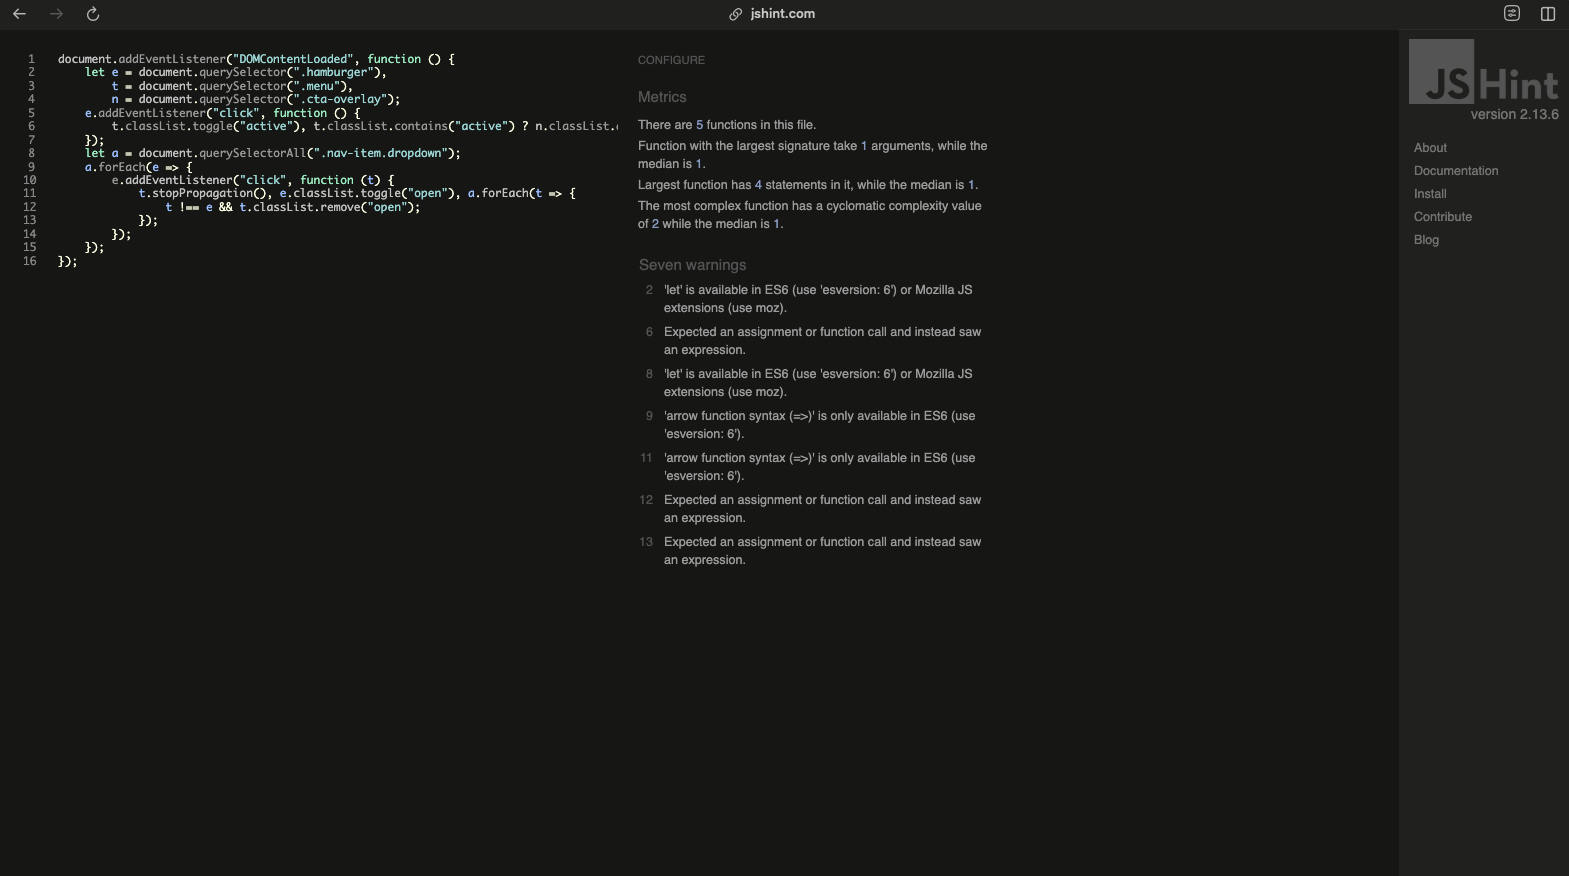 jshint.com
1 document.addEventListener("DOMContentLoaded", function () {
2 let e = document.querySelector(".hamburger"),
3 t = document.querySelector(".menu"),
4 n = document.querySelector(".cta-overlay");
5 e.addEventListener("click", function () {
6 t.classList.toggle("active"), t.classList.contains("active") ? n.classList.
7 });
8 let a = document.querySelectorAll(".nav-item.dropdown");
9 a.forEach(e => {
10 e.addEventListener("click", function (t) {
11 t.stopPropagation(), e.classList.toggle("open"), a.forEach(t => {
12 t !== e && t.classList.remove("open");
13 });
14 });
15 });
16 });
CONFIGURE
Metrics
There are 5 functions in this file.
Function with the largest signature take 1 arguments, while the
median is 1.
Largest function has 4 statements in it, while the median is 1.
The most complex function has a cyclomatic complexity value
of 2 while the median is 1.
Seven warnings
2 'let' is available in ES6 (use 'esversion: 6') or Mozilla JS
extensions (use moz).
6 Expected an assignment or function call and instead saw
an expression.
8 'let' is available in ES6 (use 'esversion: 6') or Mozilla JS
extensions (use moz).
9 'arrow function syntax (=>)' is only available in ES6 (use
'esversion: 6').
11 'arrow function syntax (=>)' is only available in ES6 (use
'esversion: 6').
12 Expected an assignment or function call and instead saw
an expression.
13 Expected an assignment or function call and instead saw
an expression.
JSHint
version 2.13.6
About
Documentation
Install
Contribute
Blog